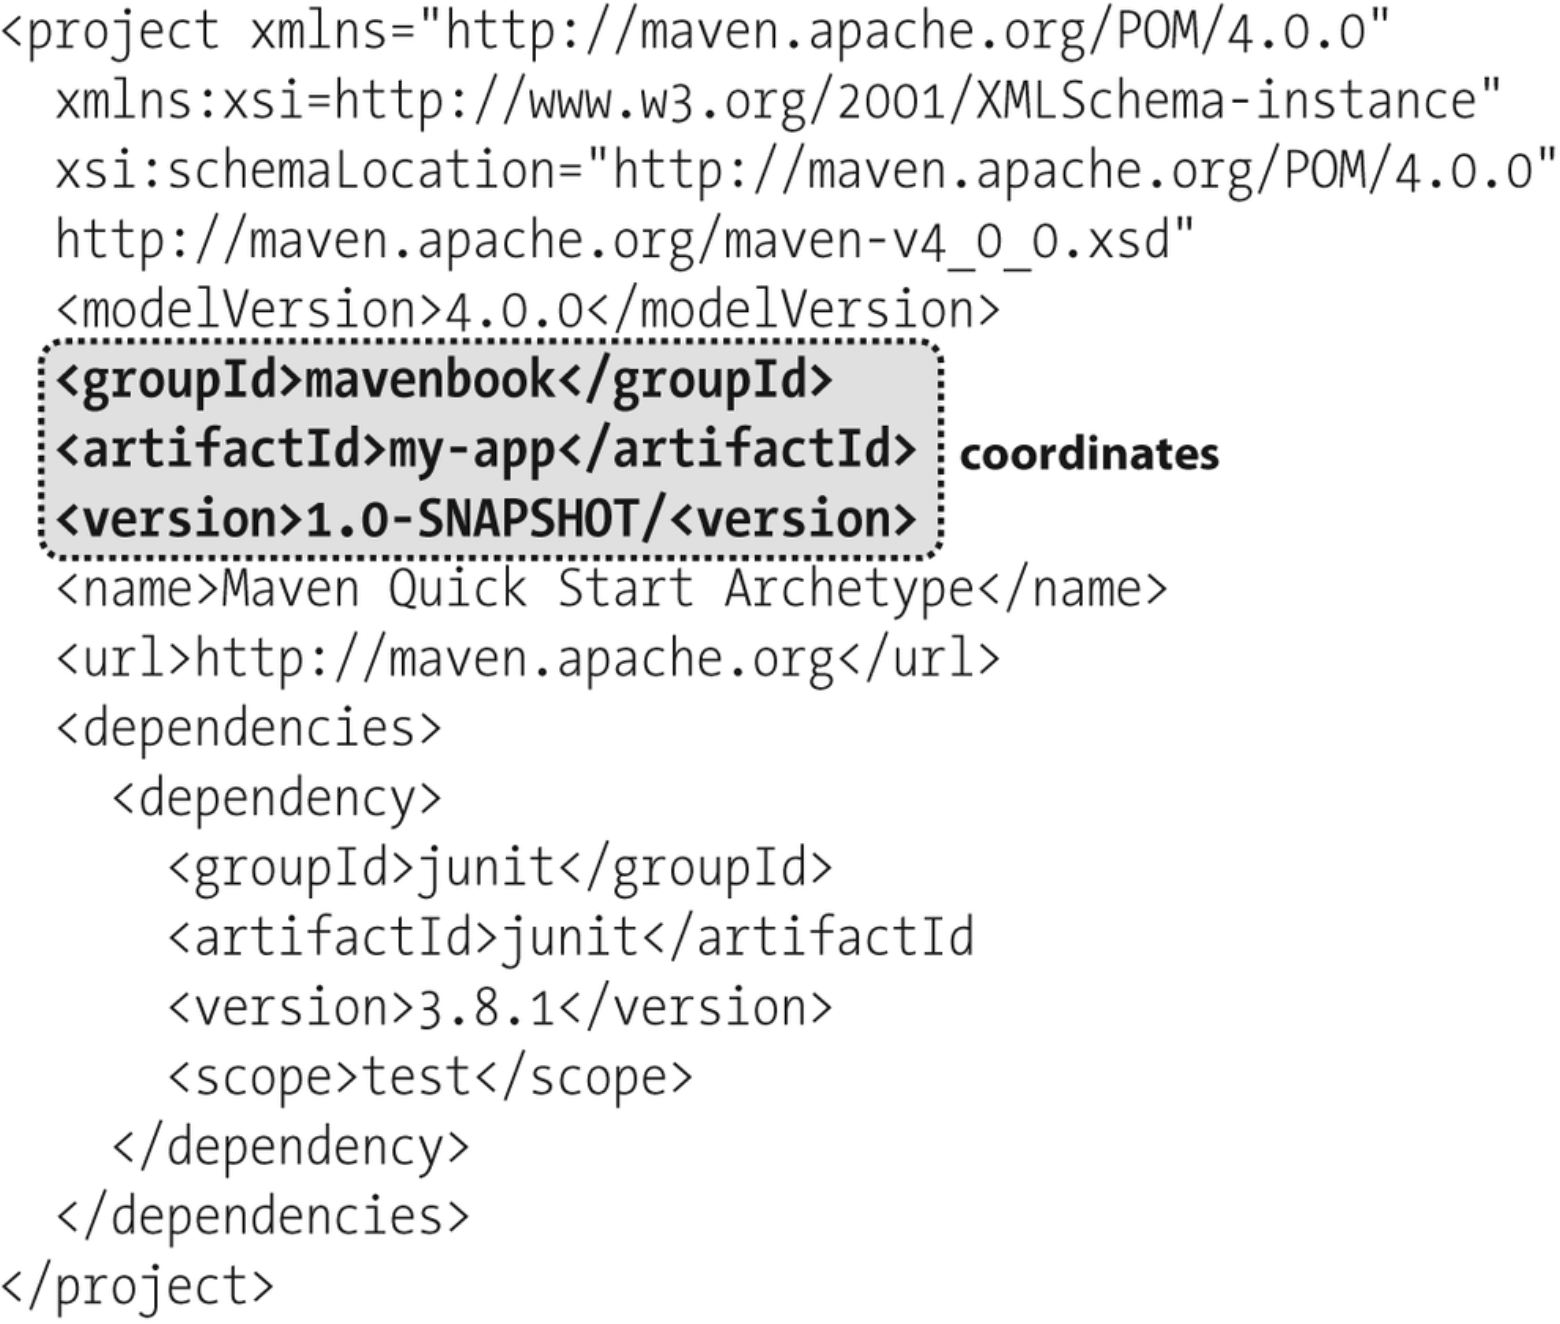 <project xmlns="http://maven.apache.org/POM/4.0.0"
xmlns:xsi=http://www.w3.org/2001/XMLSchema-instance"
xsi:schemaLocation="http://maven.apache.org/POM/4.0.0"
http://maven.apache.org/maven-v4_0_0.xsd"
<modelVersion>4.0.0</modelVersion>
<groupId>mavenbook</groupId>
<artifactId>my-app</artifactId> coordinates
<version>1.0-SNAPSHOT/<version>
<name>Maven Quick Start Archetype</name>
<url>http://maven.apache.org</url>
<dependencies>
<dependency>
<groupId>junit</groupId>
<artifactId>junit</artifactId
<version>3.8.1</version>
<scope>test</scope>
</dependency>
</dependencies>
</project>